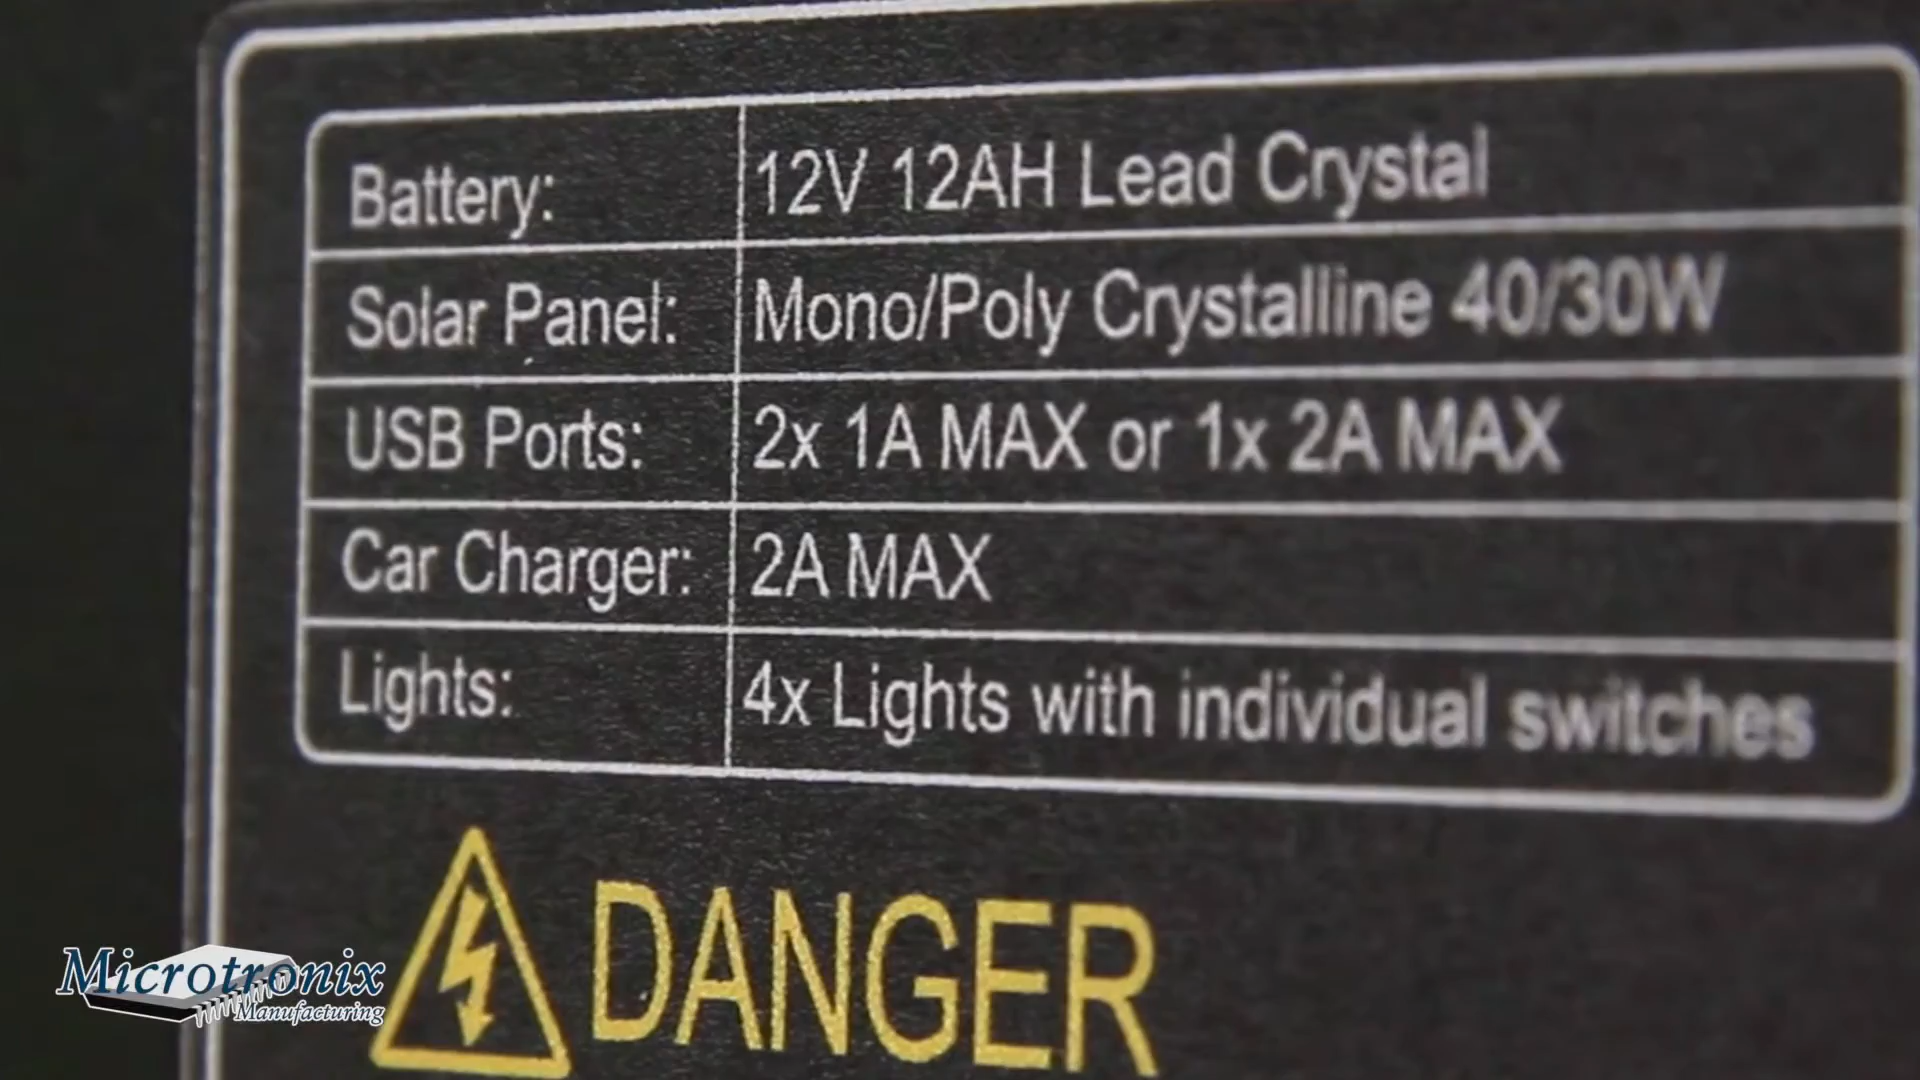 Battery: 12V 12AH Lead Crystal
Solar Panel: Mono/Poly Crystalline 40/30W
USB Ports: 2x 1A MAX or 1x 2A MAX
Car Charger: 2A MAX
Lights: 4x Lights with individual switches
DANGER
Microtronix
Manufacturing